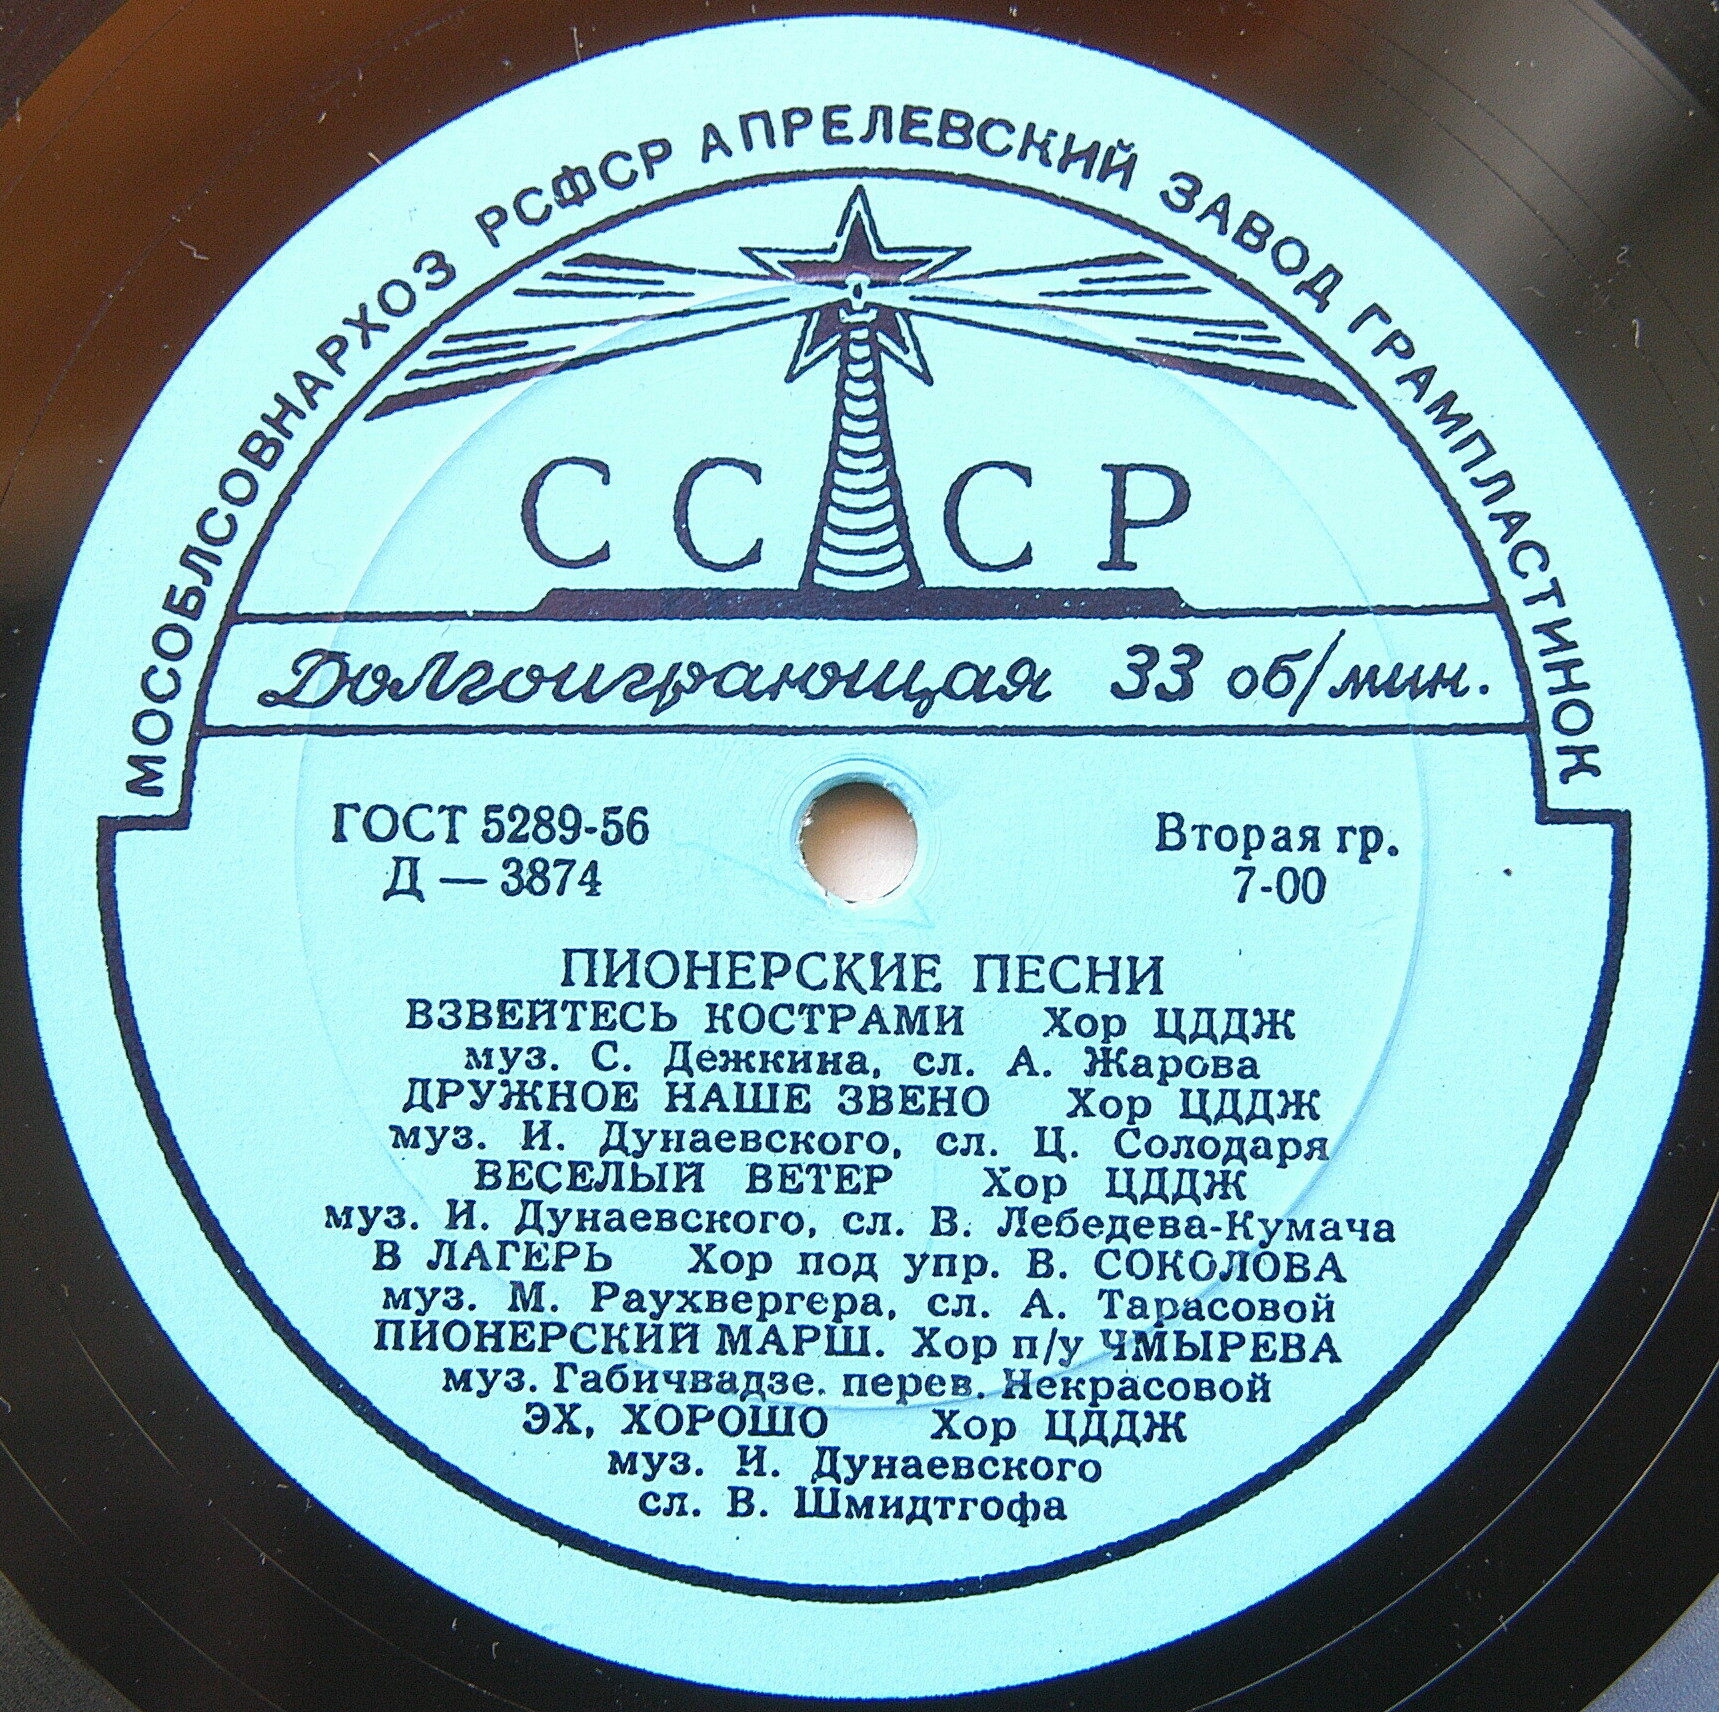 МОСОБЛСОВНАРХОЗ РСФСР АПРЕЛЕВСКИЙ ЗАВОД ГРАМПЛАСТИНОК
СССР
Долгоиграющая 33 об/мин.
ГОСТ 5289-56
Д — 3874
Вторая гр.
7-00
ПИОНЕРСКИЕ ПЕСНИ
ВЗВЕЙТЕСЬ КОСТРАМИ Хор ЦДДЖ
муз. С. Дежкина, сл. А. Жарова
ДРУЖНОЕ НАШЕ ЗВЕНО Хор ЦДДЖ
муз. И. Дунаевского, сл. Ц. Солодаря
ВЕСЕЛЫЙ ВЕТЕР Хор ЦДДЖ
муз. И. Дунаевского, сл. В. Лебедева-Кумача
В ЛАГЕРЬ Хор под упр. В. СОКОЛОВА
муз. М. Раухвергера, сл. А. Тарасовой
ПИОНЕРСКИЙ МАРШ. Хор п/у ЧМЫРЕВА
муз. Габичвадзе. перев. Некрасовой
ЭХ, ХОРОШО Хор ЦДДЖ
муз. И. Дунаевского
сл. В. Шмидтгофа